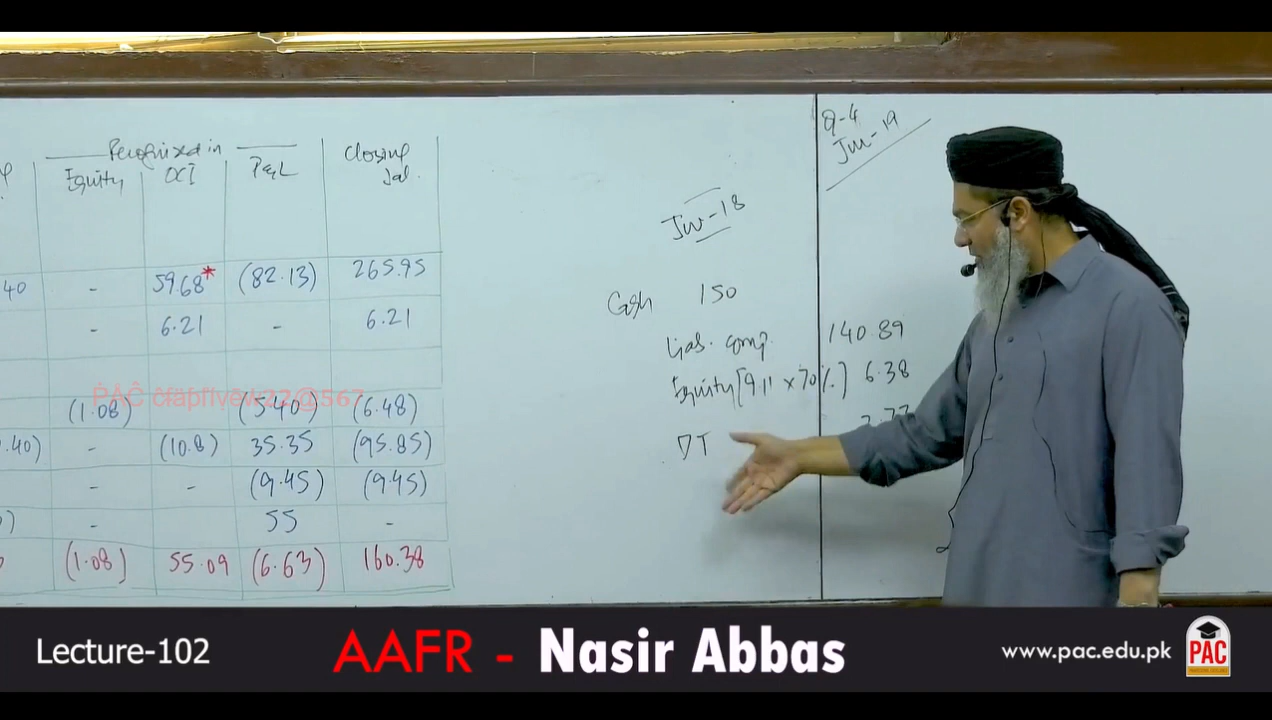 Recognized in
Equity OCI P&L Closing bal.
40 - 59.68* (82.13) 265.95
- 6.21 - 6.21
(1.08) (5.40) (6.48)
.40) - (10.8) 35.35 (95.85)
- - (9.45) (9.45)
) - 55 -
(1.08) 55.09 (6.63) 160.38
Q-4
Jun-19
Jun-18
Cash 150
Liab. comp. 140.89
Equity [9.11 x 70%] 6.38
DT
Lecture-102
AAFR - Nasir Abbas
www.pac.edu.pk
PAC